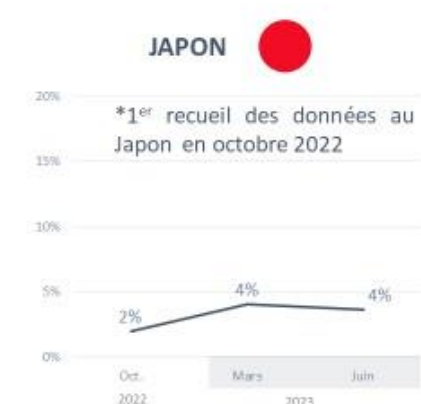 JAPON
20%
*1er recueil des données au
Japon en octobre 2022
15%
10%
5%
2%
4%
4%
0%
Oct.
Mars
Juin
2022
2023